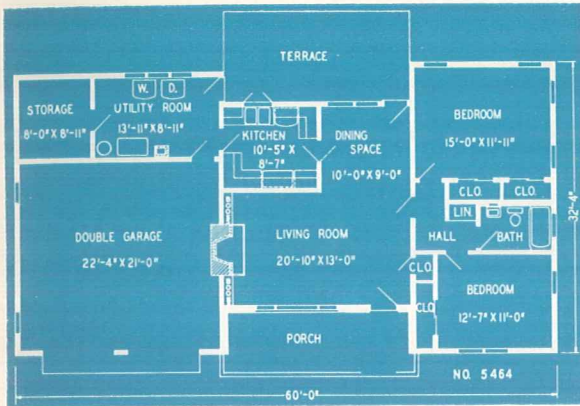 TERRACE
W. D.
STORAGE
8'-0" X 8'-11"
UTILITY ROOM
13'-11" X 8'-11"
KITCHEN
10'-5" X
8'-7"
DINING
SPACE
10'-0" X 9'-0"
BEDROOM
15'-0" X 11'-11"
CLO. CLO.
LIN.
HALL
BATH
32'-4"
DOUBLE GARAGE
22'-4" X 21'-0"
LIVING ROOM
20'-10" X 13'-0"
CLO.
CLO.
BEDROOM
12'-7" X 11'-0"
PORCH
NO. 5464
60'-0"